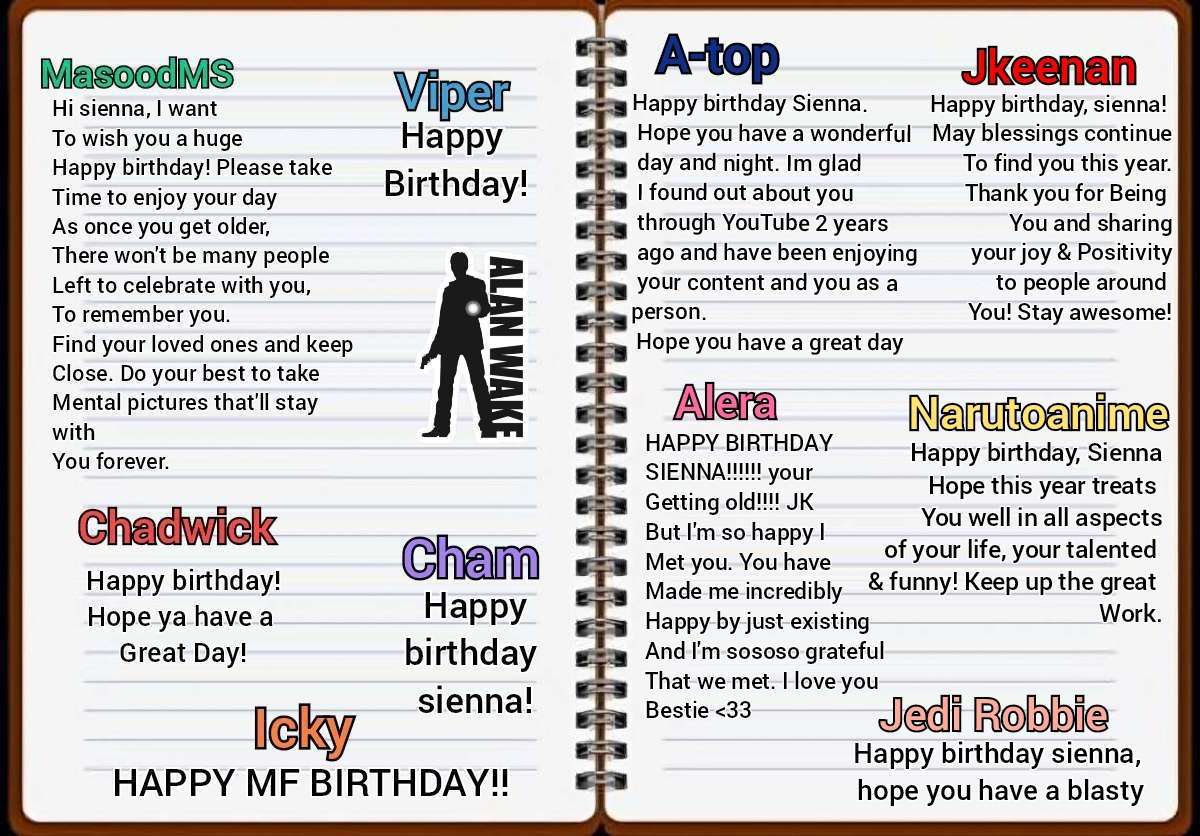 MasoodMS
Hi sienna, I want
To wish you a huge
Happy birthday! Please take
Time to enjoy your day
As once you get older,
There won't be many people
Left to celebrate with you,
To remember you.
Find your loved ones and keep
Close. Do your best to take
Mental pictures that'll stay
with
You forever.
Viper
Happy
Birthday!
ALAN WAKE
Chadwick
Happy birthday!
Hope ya have a
Great Day!
Cham
Happy
birthday
sienna!
Icky
HAPPY MF BIRTHDAY!!
A-top
Happy birthday Sienna.
Hope you have a wonderful
day and night. Im glad
I found out about you
through YouTube 2 years
ago and have been enjoying
your content and you as a
person.
Hope you have a great day
Jkeenan
Happy birthday, sienna!
May blessings continue
To find you this year.
Thank you for Being
You and sharing
your joy & Positivity
to people around
You! Stay awesome!
Alera
HAPPY BIRTHDAY
SIENNA!!!!!! your
Getting old!!!! JK
But I'm so happy I
Met you. You have
Made me incredibly
Happy by just existing
And I'm sososo grateful
That we met. I love you
Bestie <33
Narutoanime
Happy birthday, Sienna
Hope this year treats
You well in all aspects
of your life, your talented
& funny! Keep up the great
Work.
Jedi Robbie
Happy birthday sienna,
hope you have a blasty